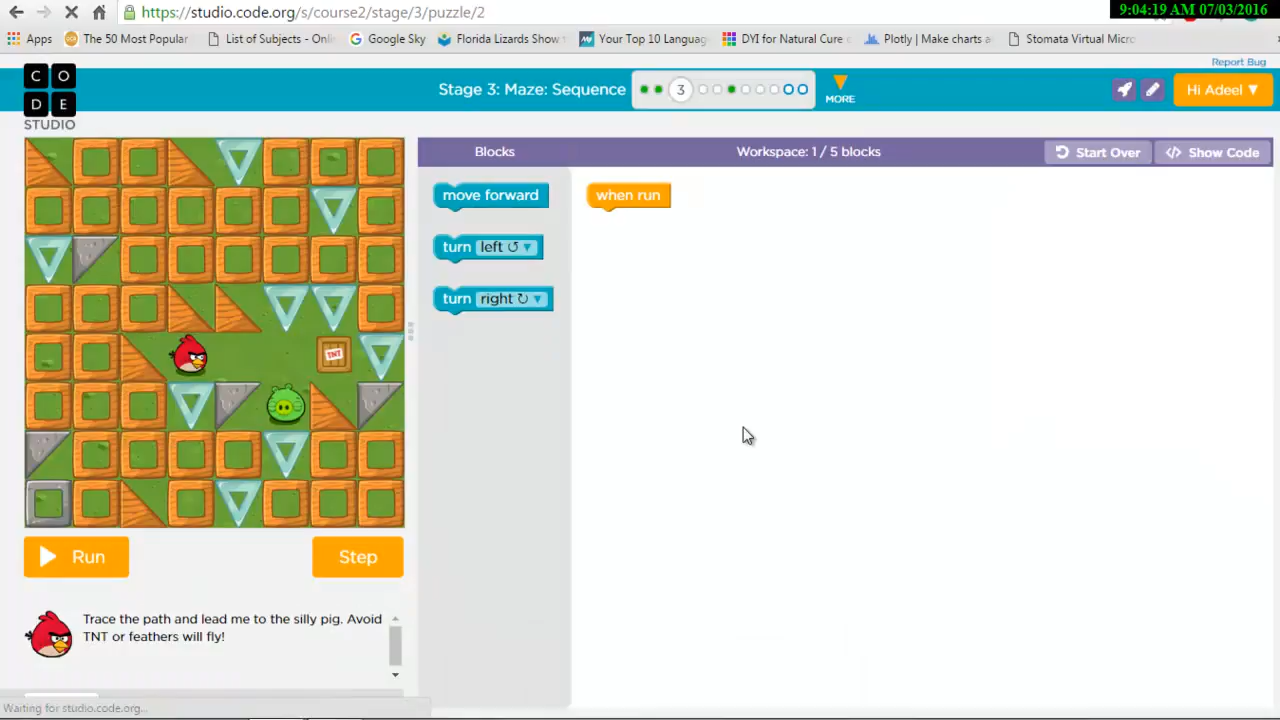 https://studio.code.org/s/course2/stage/3/puzzle/2
9:04:19 AM 07/03/2016
Apps
The 50 Most Popular
List of Subjects - Onli
Google Sky
Your Top 10 Languag
DYI for Natural Cure o
Plotly | Make charts a
Stomata Virtual Micro
Report Bug
C O D E
STUDIO
Stage 3: Maze: Sequence
3
MORE
Hi Adeel ▼
Blocks
Workspace: 1 / 5 blocks
Start Over
</> Show Code
move forward
turn left ↺ ▼
turn right ↻ ▼
when run
TNT
Run
Step
Trace the path and lead me to the silly pig. Avoid
TNT or feathers will fly!
Waiting for studio.code.org...